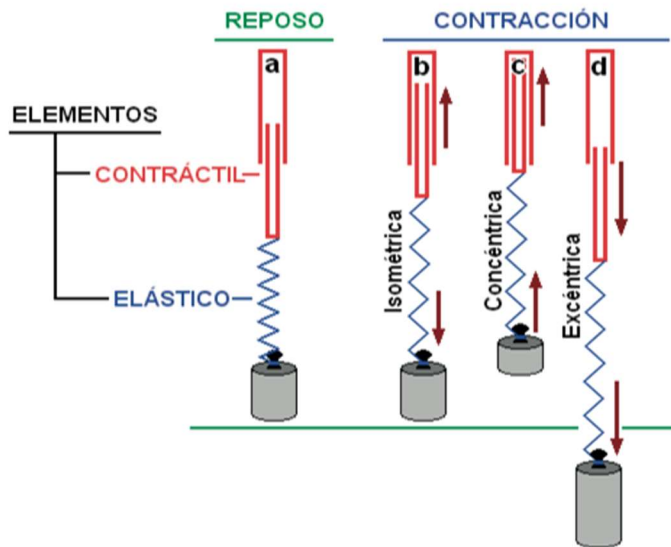 REPOSO
CONTRACCIÓN
a
b
c
d
ELEMENTOS
CONTRÁCTIL
ELÁSTICO
Isométrica
Concéntrica
Excéntrica